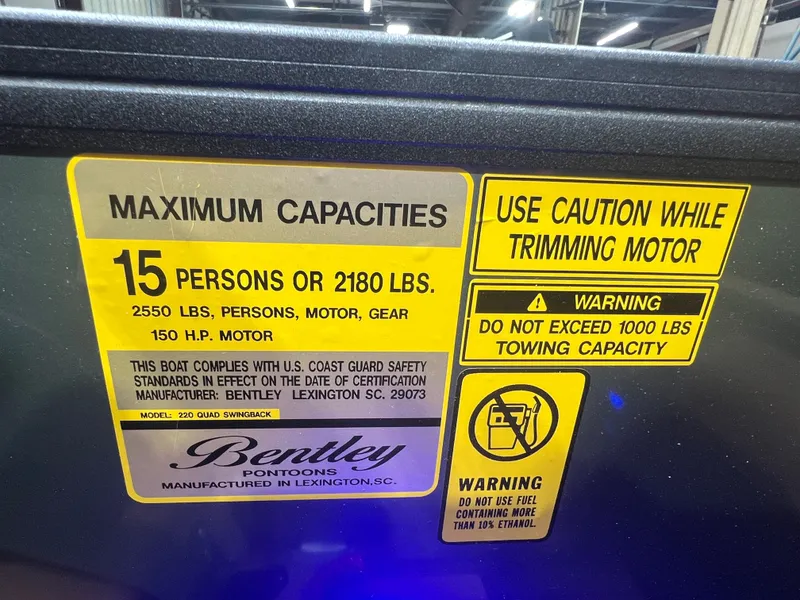 MAXIMUM CAPACITIES
15 PERSONS OR 2180 LBS.
2550 LBS, PERSONS, MOTOR, GEAR
150 H.P. MOTOR
THIS BOAT COMPLIES WITH U.S. COAST GUARD SAFETY
STANDARDS IN EFFECT ON THE DATE OF CERTIFICATION
MANUFACTURER: BENTLEY LEXINGTON SC. 29073
MODEL: 220 QUAD SWINGBACK
Bentley
PONTOONS
MANUFACTURED IN LEXINGTON,SC.
USE CAUTION WHILE
TRIMMING MOTOR
WARNING
DO NOT EXCEED 1000 LBS
TOWING CAPACITY
WARNING
DO NOT USE FUEL
CONTAINING MORE
THAN 10% ETHANOL.